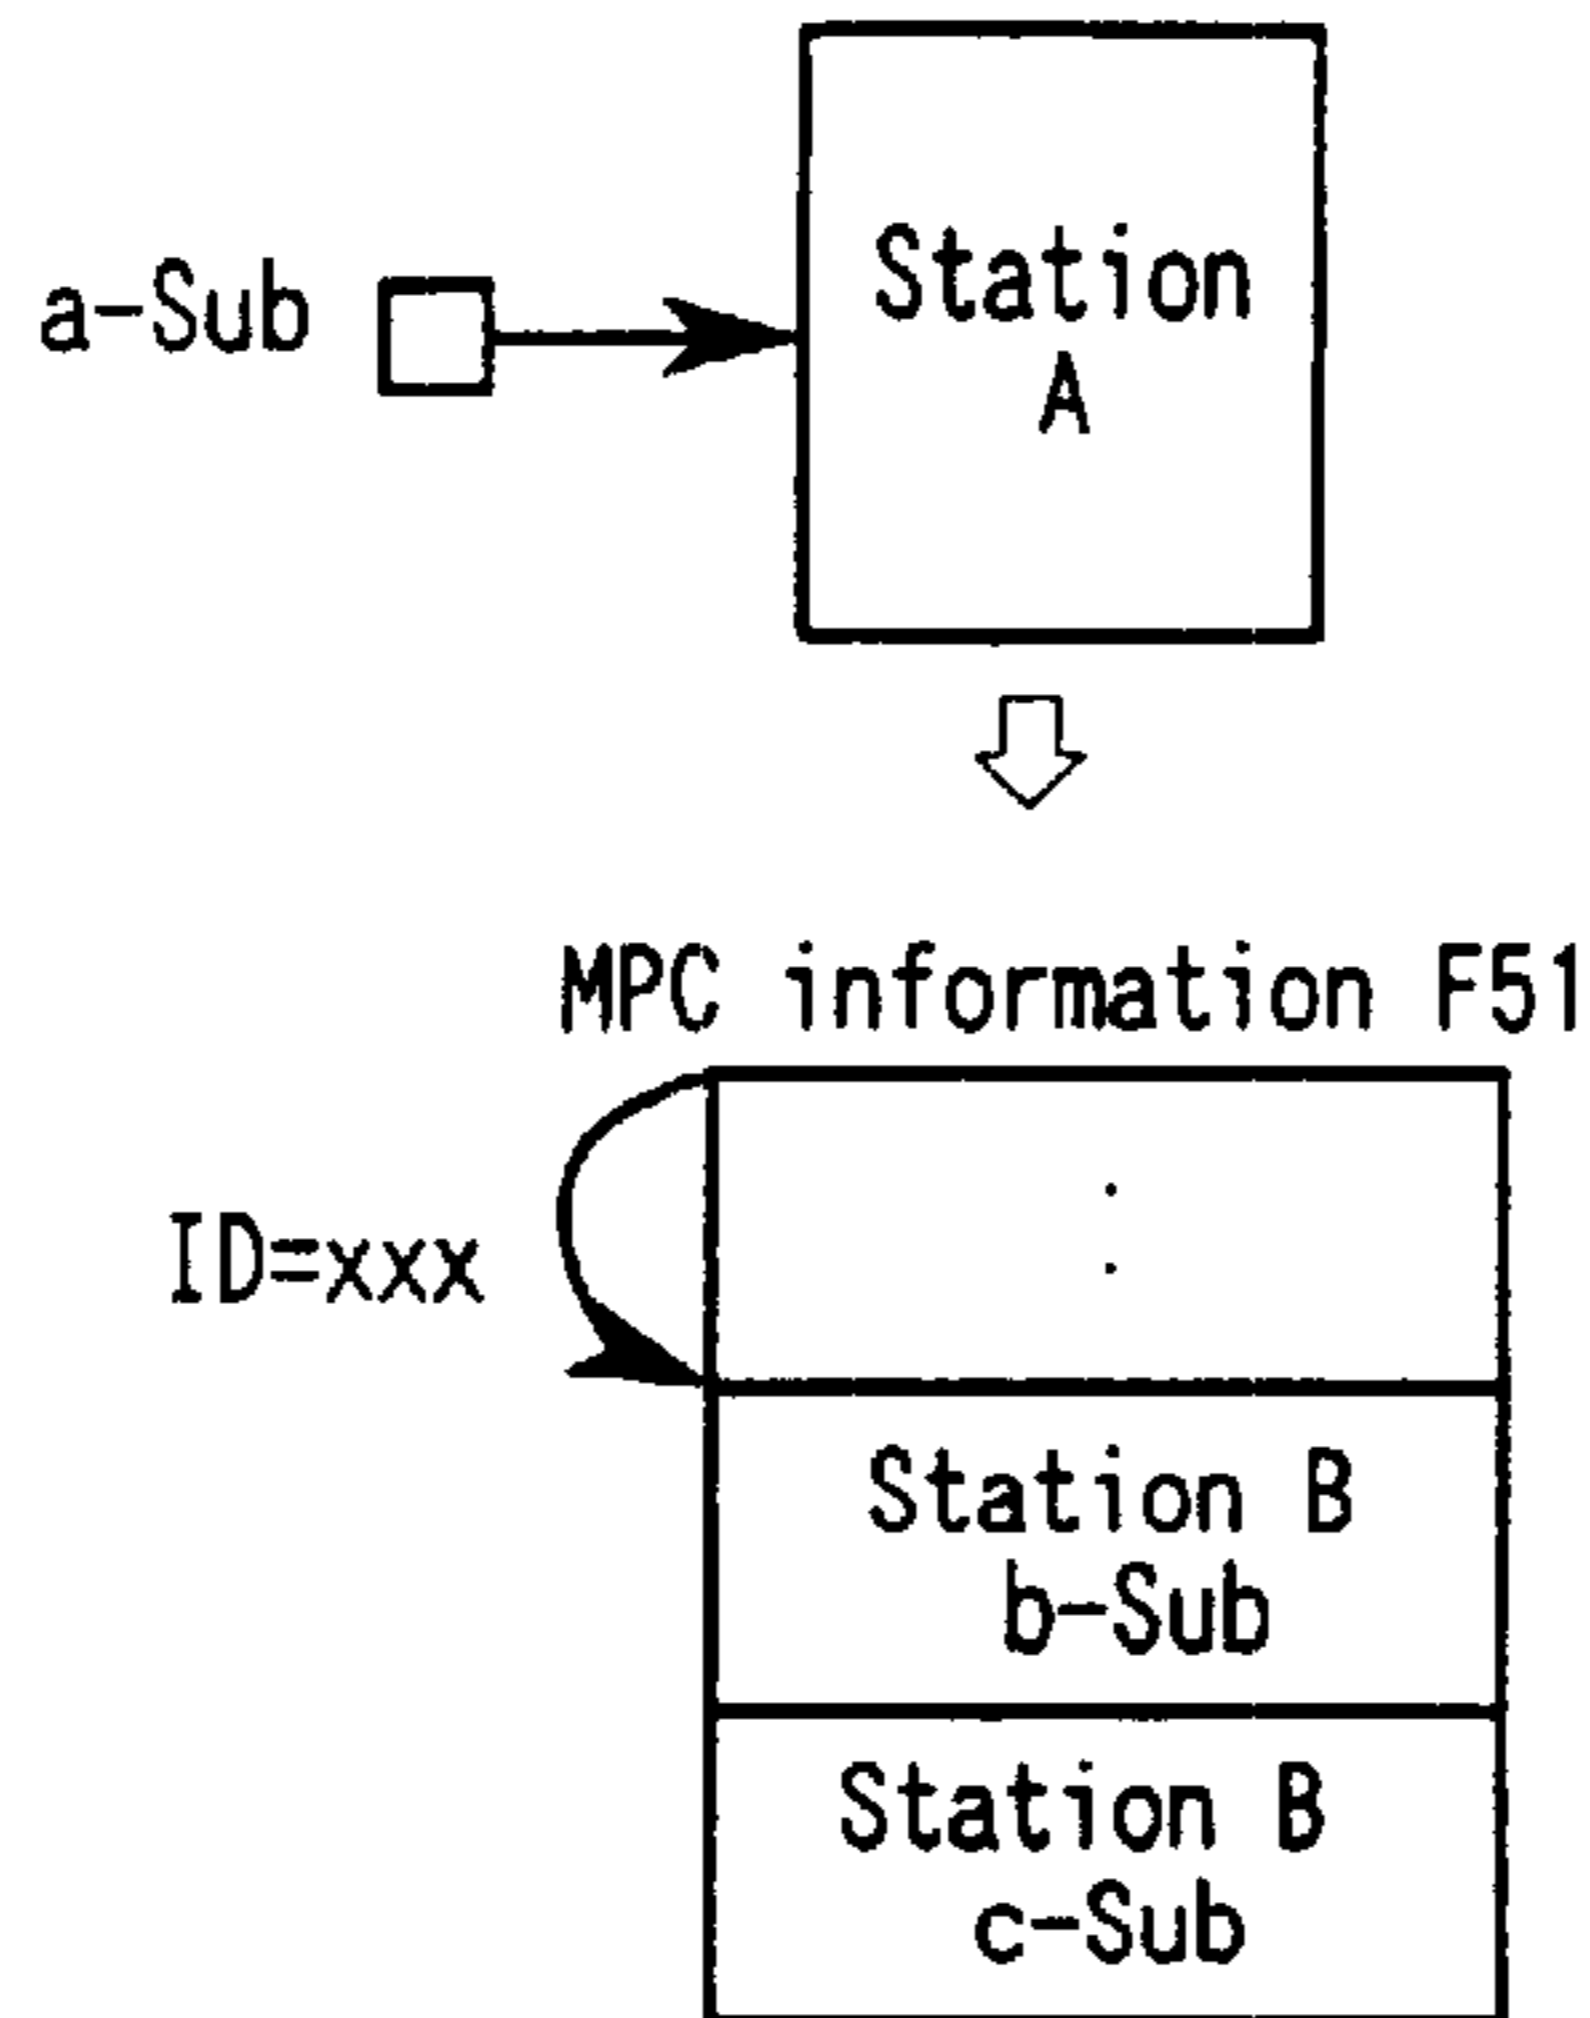 a-Sub
Station
A
MPC information F51
ID=xxx
Station B
b-Sub
Station B
c-Sub